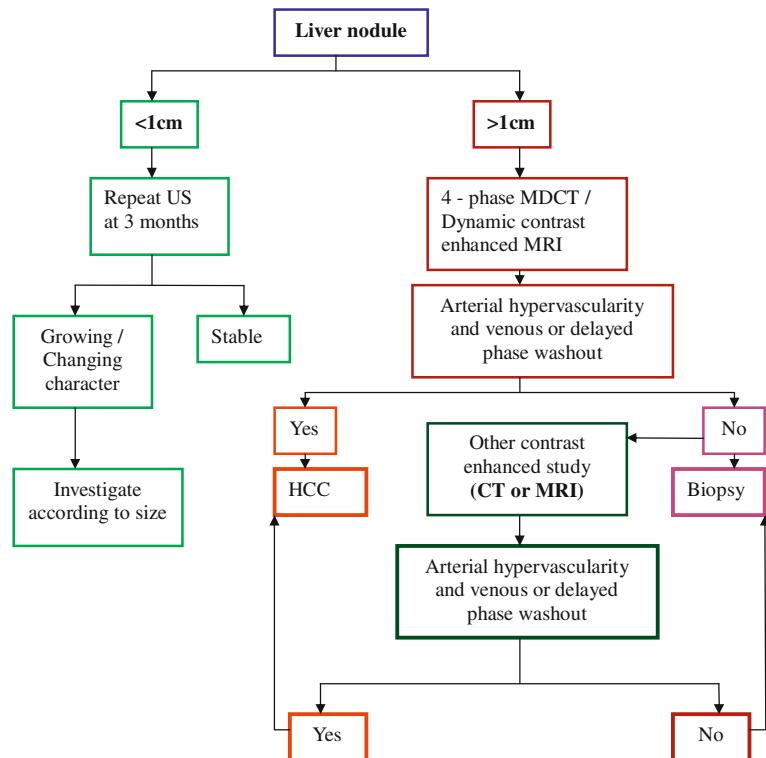 Liver nodule
<1cm
>1cm
Repeat US
at 3 months
4 - phase MDCT /
Dynamic contrast
enhanced MRI
Growing /
Changing
character
Stable
Arterial hypervascularity
and venous or delayed
phase washout
Yes
No
Other contrast
enhanced study
(CT or MRI)
HCC
Biopsy
Investigate
according to size
Arterial hypervascularity
and venous or delayed
phase washout
Yes
No